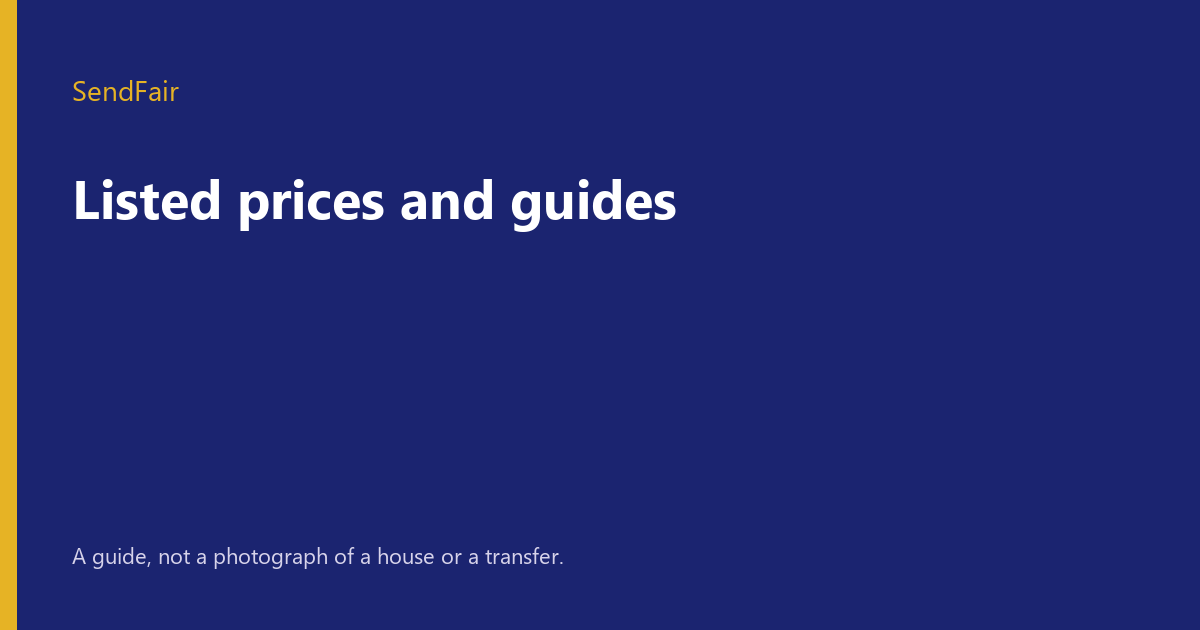 SendFair
Listed prices and guides
A guide, not a photograph of a house or a transfer.